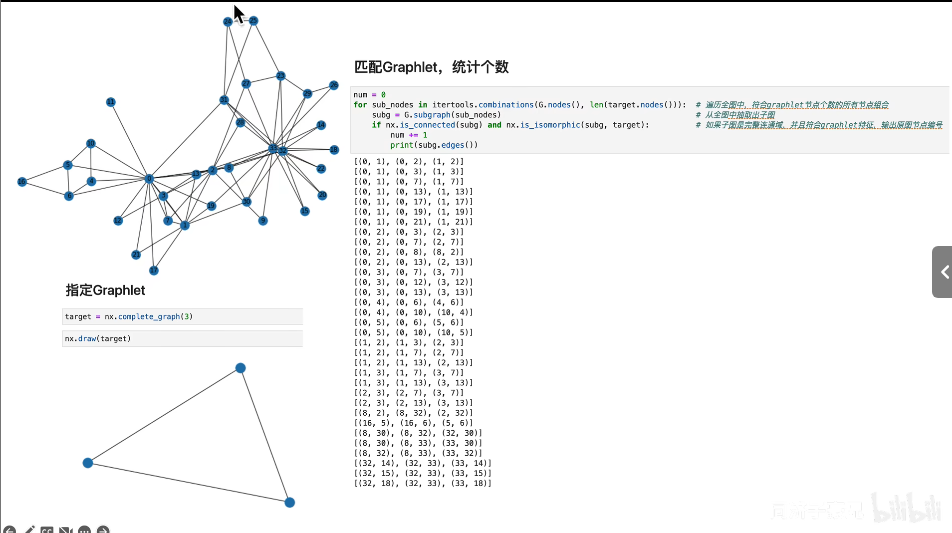 匹配Graphlet，统计个数
num = 0
for sub_nodes in itertools.combinations(G.nodes(), len(target.nodes())):  # 遍历全图中，符合graphlet节点个数的所有节点组合
subg = G.subgraph(sub_nodes)  # 从全图中抽取出子图
if nx.is_connected(subg) and nx.is_isomorphic(subg, target):  # 如果子图是完整连通域，并且符合graphlet特征，输出原图节点编号
num += 1
print(subg.edges())
[(0, 1), (0, 2), (1, 2)]
[(0, 1), (0, 3), (1, 3)]
[(0, 1), (0, 7), (1, 7)]
[(0, 1), (0, 13), (1, 13)]
[(0, 1), (0, 17), (1, 17)]
[(0, 1), (0, 19), (1, 19)]
[(0, 1), (0, 21), (1, 21)]
[(0, 2), (0, 3), (2, 3)]
[(0, 2), (0, 7), (2, 7)]
[(0, 2), (0, 8), (8, 2)]
[(0, 2), (0, 13), (2, 13)]
[(0, 3), (0, 7), (3, 7)]
[(0, 3), (0, 12), (3, 12)]
[(0, 3), (0, 13), (3, 13)]
[(0, 4), (0, 6), (4, 6)]
[(0, 4), (0, 10), (10, 4)]
[(0, 5), (0, 6), (5, 6)]
[(0, 5), (0, 10), (10, 5)]
[(1, 2), (1, 3), (2, 3)]
[(1, 2), (1, 7), (2, 7)]
[(1, 2), (1, 13), (2, 13)]
[(1, 3), (1, 7), (3, 7)]
[(1, 3), (1, 13), (3, 13)]
[(2, 3), (2, 7), (3, 7)]
[(2, 3), (2, 13), (3, 13)]
[(8, 2), (8, 32), (2, 32)]
[(16, 5), (16, 6), (5, 6)]
[(8, 30), (8, 32), (32, 30)]
[(8, 30), (8, 33), (33, 30)]
[(8, 32), (8, 33), (33, 32)]
[(32, 14), (32, 33), (33, 14)]
[(32, 15), (32, 33), (33, 15)]
[(32, 18), (32, 33), (33, 18)]
指定Graphlet
target = nx.complete_graph(3)
nx.draw(target)
bilibili